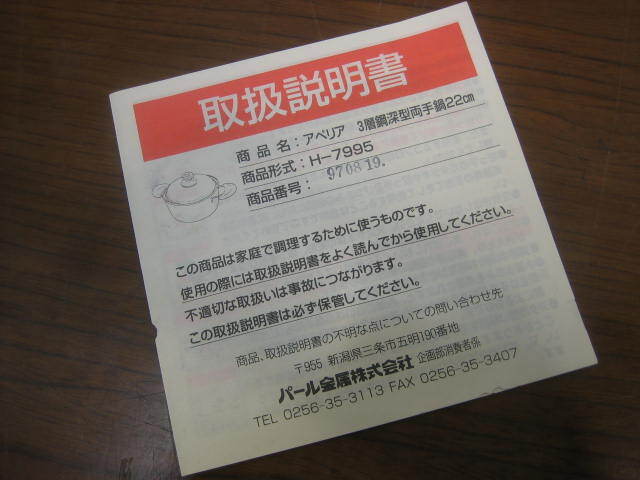 取扱説明書
商品名：アペリア 3層鋼深型両手鍋22cm
商品形式：H-7995
商品番号： 970819.
この商品は家庭で調理するために使うものです。
使用の際には取扱説明書をよく読んでから使用してください。
不適切な取扱いは事故につながります。
この取扱説明書は必ず保管してください。
商品、取扱説明書の不明な点についての問い合わせ先
〒955 新潟県三条市五明190番地
パール金属株式会社 企画部消費者係
TEL 0256-35-3113 FAX 0256-35-3407